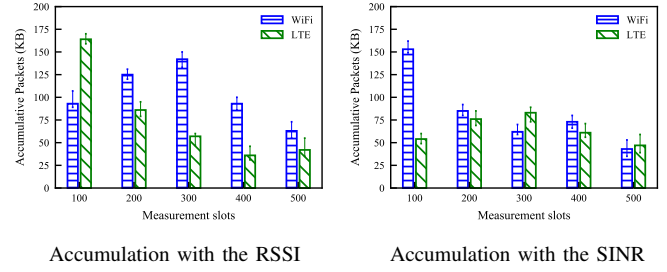 200
175
150
125
100
75
50
25
0
Accumulative Packets (KB)
WiFi
LTE
100 200 300 400 500
Measurement slots
Accumulation with the RSSI
200
175
150
125
100
75
50
25
0
Accumulative Packets (KB)
WiFi
LTE
100 200 300 400 500
Measurement slots
Accumulation with the SINR